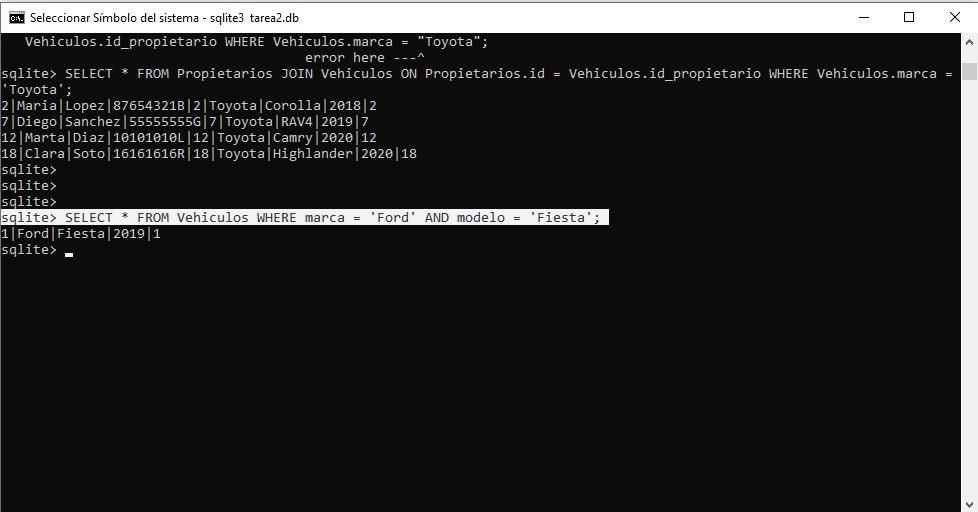 Seleccionar Símbolo del sistema - sqlite3 tarea2.db
Vehiculos.id_propietario WHERE Vehiculos.marca = "Toyota";
error here ---^
sqlite> SELECT * FROM Propietarios JOIN Vehiculos ON Propietarios.id = Vehiculos.id_propietario WHERE Vehiculos.marca =
'Toyota';
2|Maria|Lopez|87654321B|2|Toyota|Corolla|2018|2
7|Diego|Sanchez|55555555G|7|Toyota|RAV4|2019|7
12|Marta|Diaz|10101010L|12|Toyota|Camry|2020|12
18|Clara|Soto|16161616R|18|Toyota|Highlander|2020|18
sqlite>
sqlite>
sqlite>
sqlite> SELECT * FROM Vehiculos WHERE marca = 'Ford' AND modelo = 'Fiesta';
1|Ford|Fiesta|2019|1
sqlite>